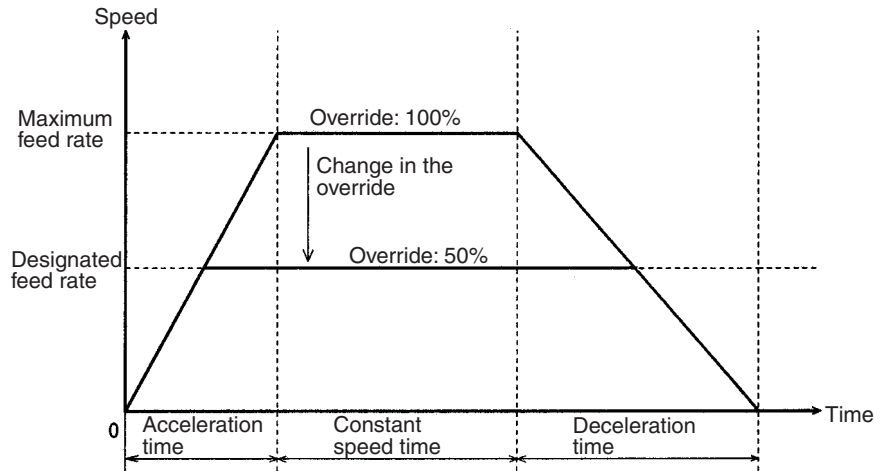 Speed
Maximum
feed rate
Override: 100%
Change in the
override
Designated
feed rate
Override: 50%
Time
0
Acceleration
time
Constant
speed time
Deceleration
time